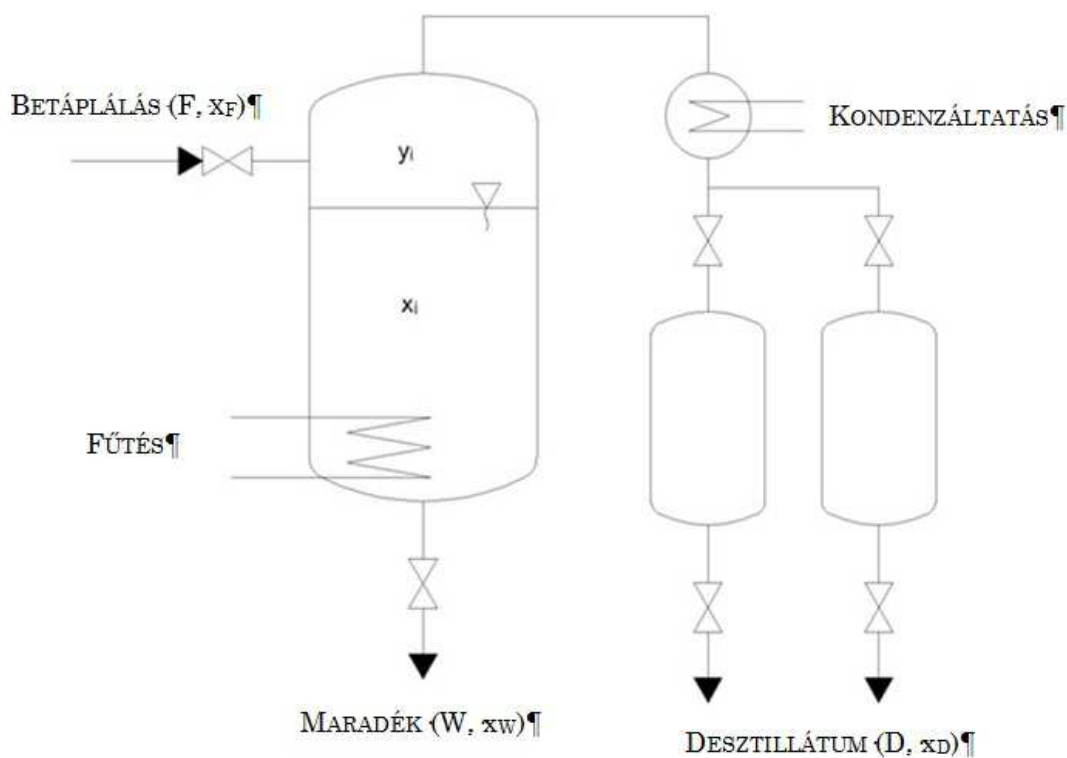 BETÁPLÁLÁS (F, xF)¶
KONDENZÁLTATÁS¶
yi
xi
FŰTÉS¶
MARADÉK (W, xW)¶
DESZTILLÁTUM (D, xD)¶